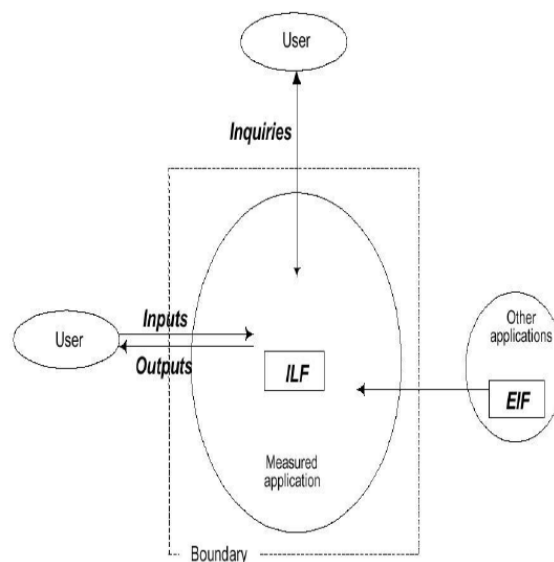 User
Inquiries
Inputs
User
Outputs
ILF
Measured
application
Other
applications
EIF
Boundary